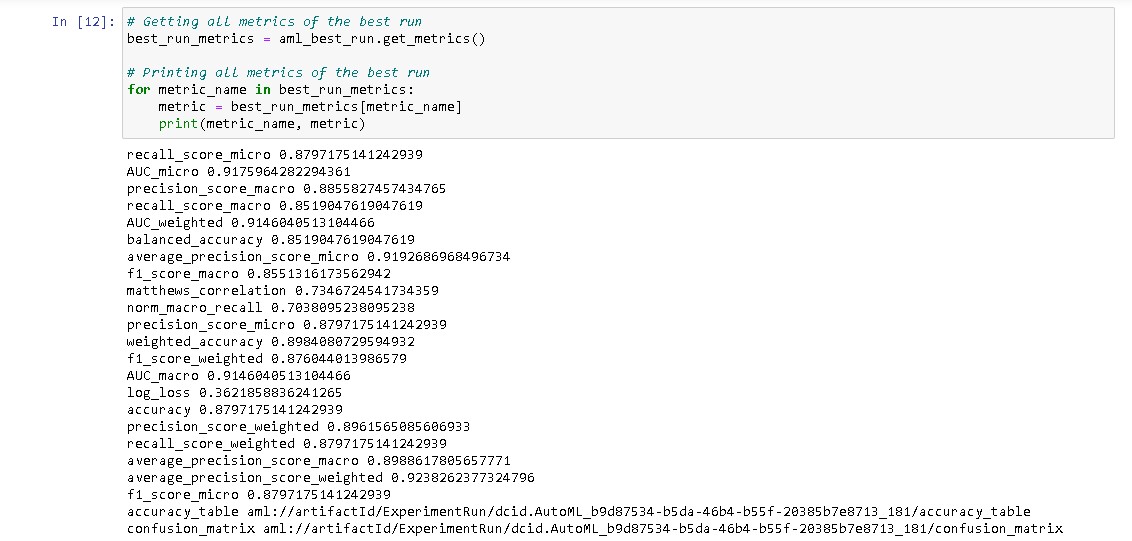 In [12]:
# Getting all metrics of the best run
best_run_metrics = aml_best_run.get_metrics()
# Printing all metrics of the best run
for metric_name in best_run_metrics:
    metric = best_run_metrics[metric_name]
    print(metric_name, metric)
recall_score_micro 0.8797175141242939
AUC_micro 0.9175964282294361
precision_score_macro 0.8855827457434765
recall_score_macro 0.8519047619047619
AUC_weighted 0.9146040513104466
balanced_accuracy 0.8519047619047619
average_precision_score_micro 0.9192686968496734
f1_score_macro 0.8551316173562942
matthews_correlation 0.7346724541734359
norm_macro_recall 0.7038095238095238
precision_score_micro 0.8797175141242939
weighted_accuracy 0.8984080729594932
f1_score_weighted 0.876044013986579
AUC_macro 0.9146040513104466
log_loss 0.3621858836241265
accuracy 0.8797175141242939
precision_score_weighted 0.8961565085606933
recall_score_weighted 0.8797175141242939
average_precision_score_macro 0.8988617805657771
average_precision_score_weighted 0.9238262377324796
f1_score_micro 0.8797175141242939
accuracy_table aml://artifactId/ExperimentRun/dcid.AutoML_b9d87534-b5da-46b4-b55f-20385b7e8713_181/accuracy_table
confusion_matrix aml://artifactId/ExperimentRun/dcid.AutoML_b9d87534-b5da-46b4-b55f-20385b7e8713_181/confusion_matrix